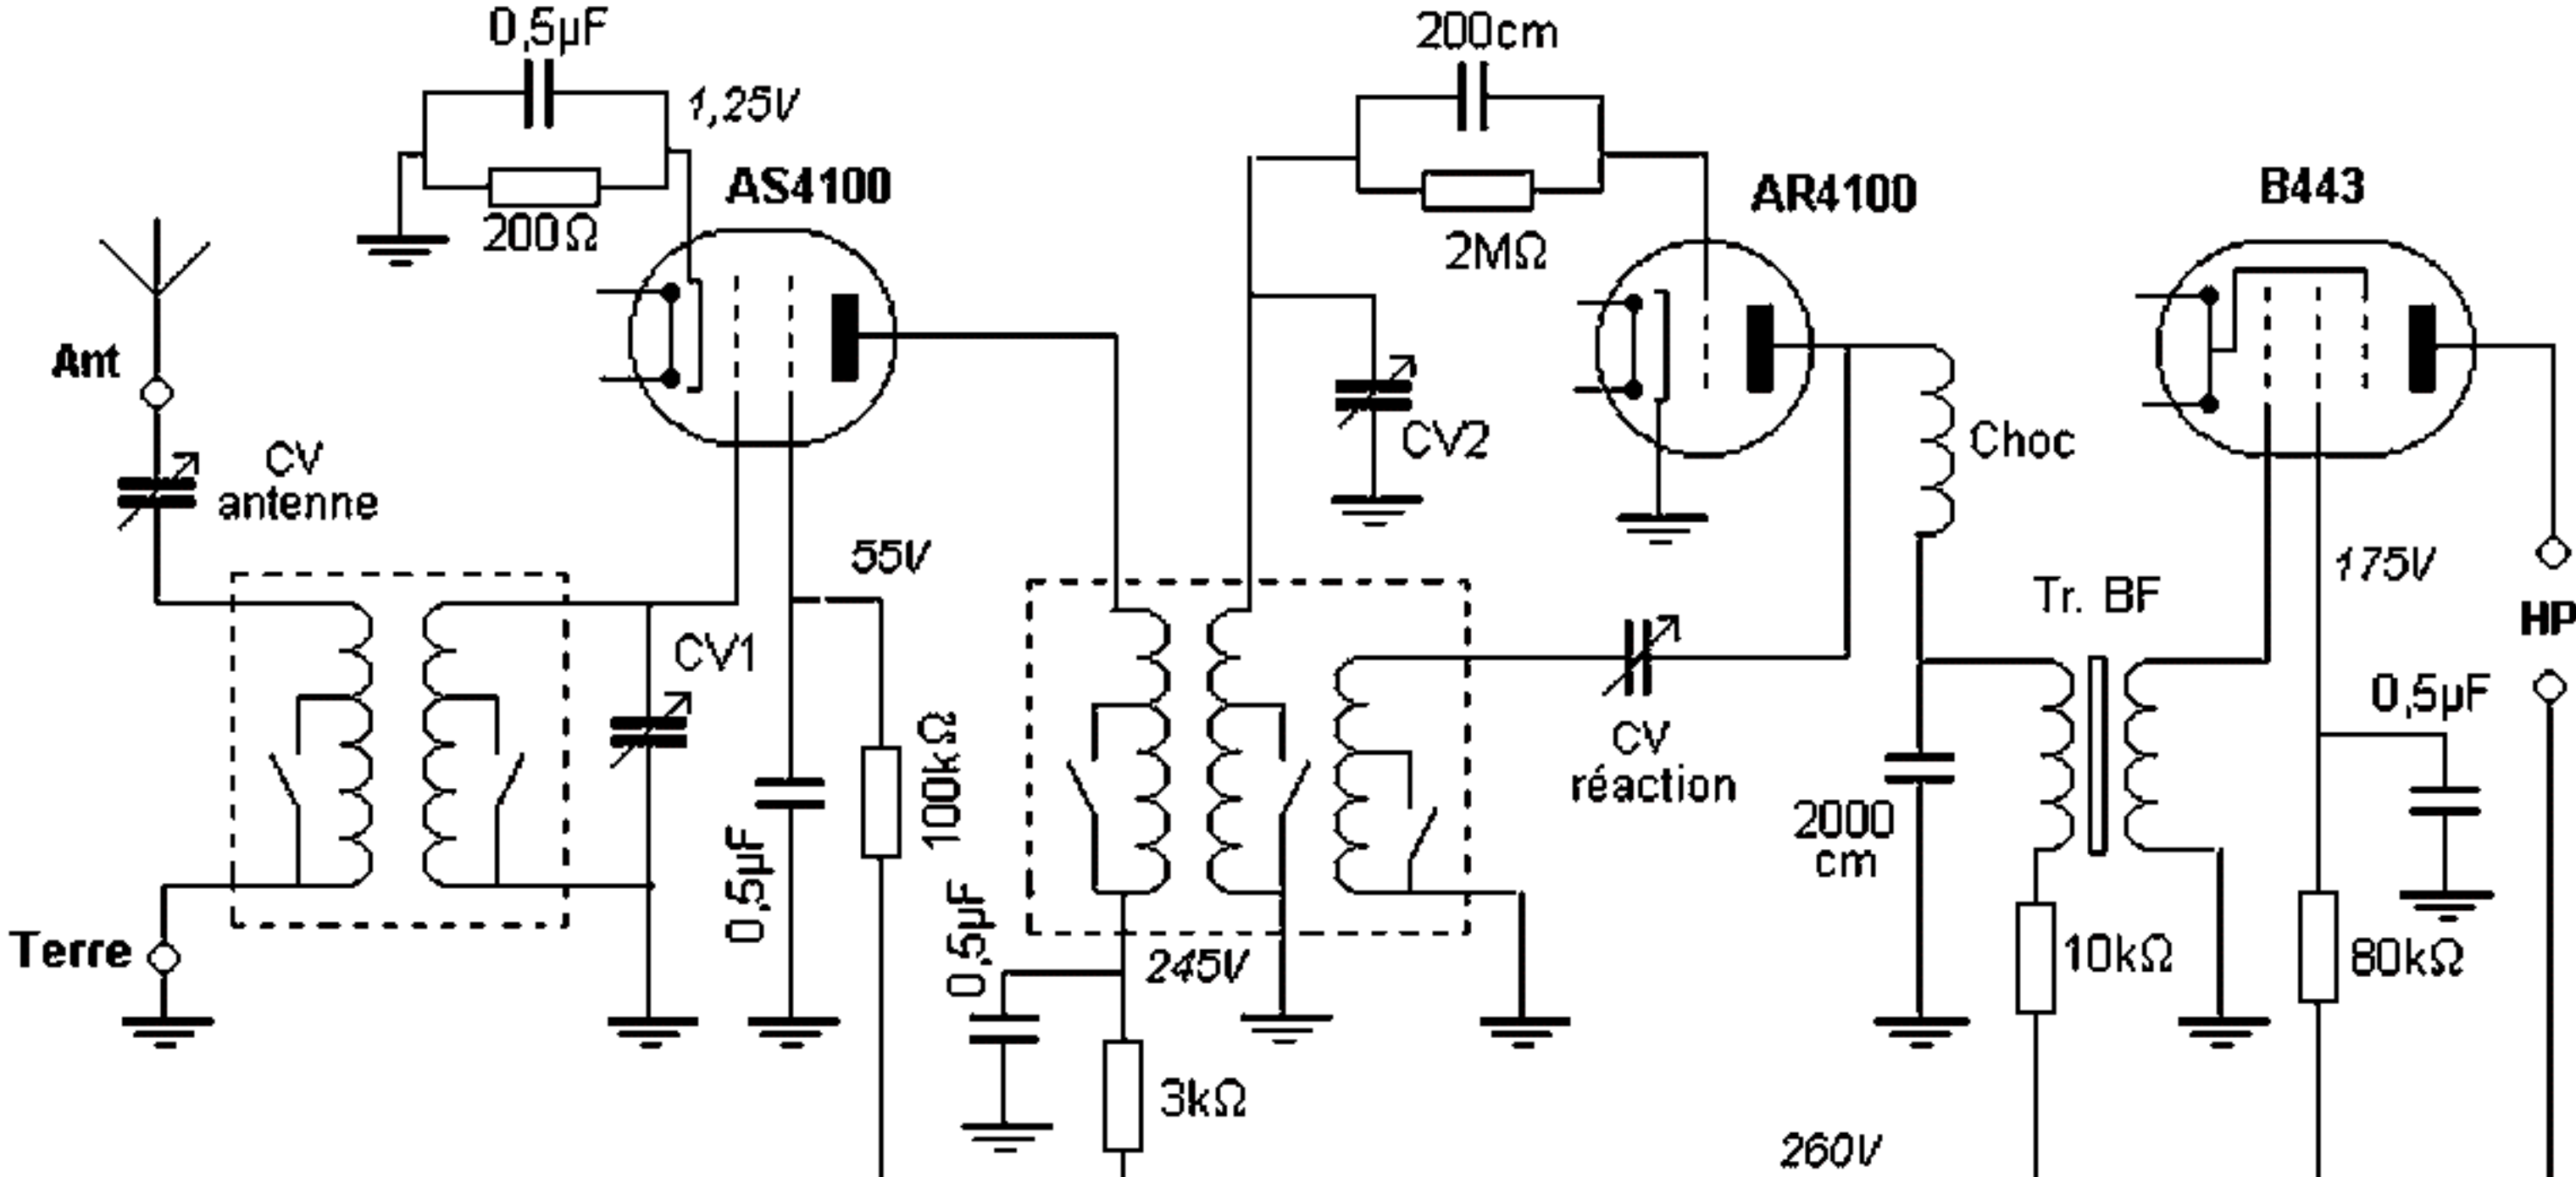 0,5µF
1,25V
200Ω
AS4100
Ant
CV
antenne
CV1
Terre
55V
0,5µF
100kΩ
200cm
2MΩ
AR4100
CV2
Choc
CV
réaction
0,5µF
245V
3kΩ
2000
cm
Tr. BF
10kΩ
260V
B443
175V
HP
0,5µF
80kΩ